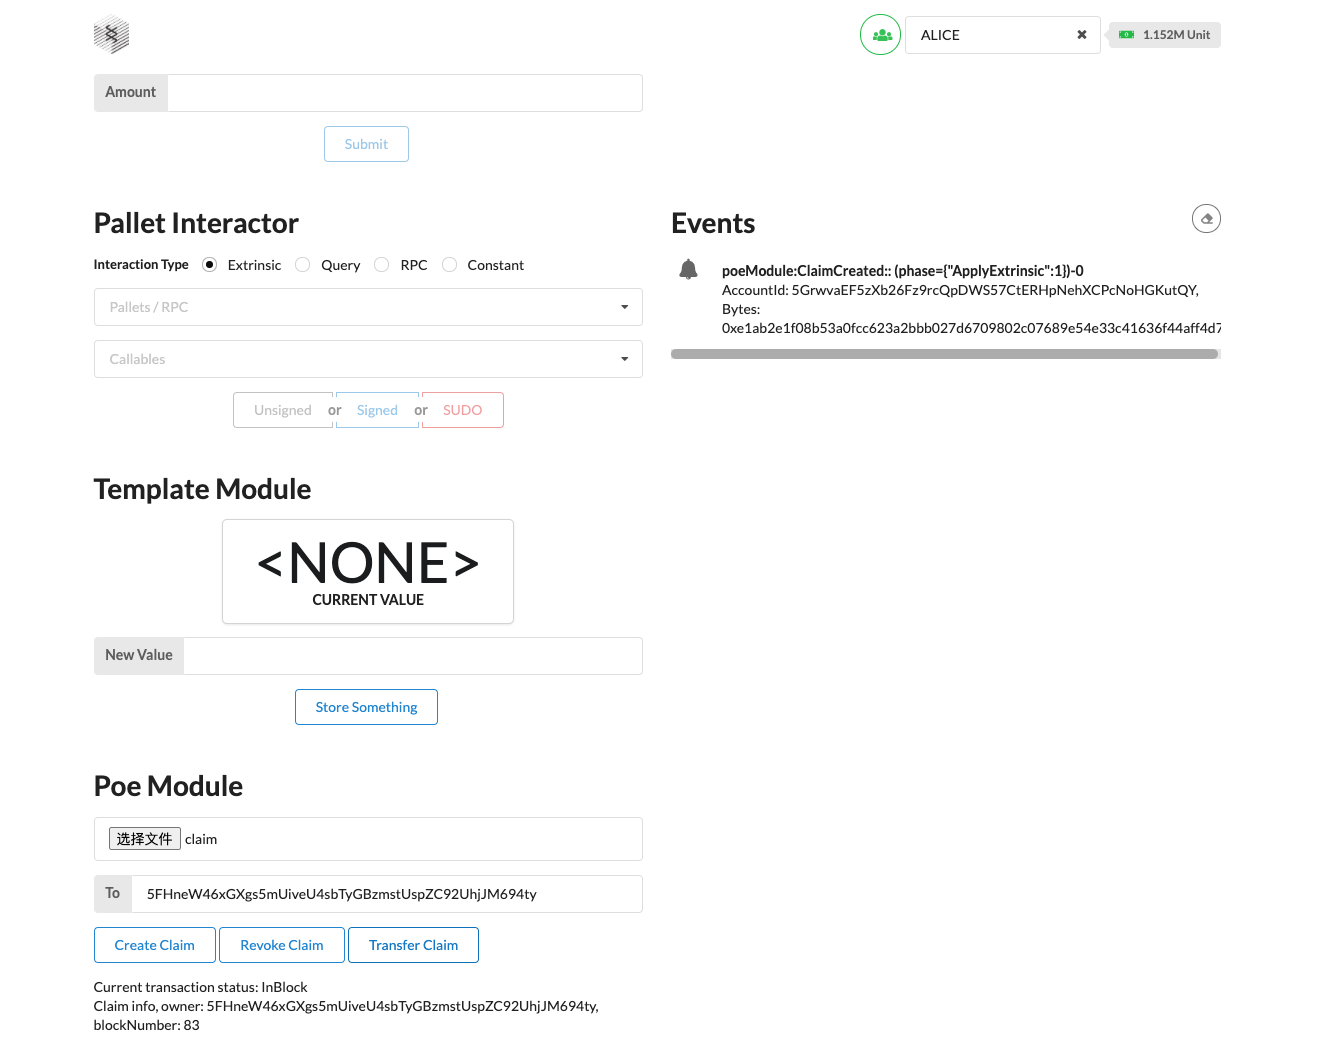 ALICE
1.152M Unit
Amount
Submit
Pallet Interactor
Interaction Type Extrinsic Query RPC Constant
Pallets / RPC
Callables
Unsigned or Signed or SUDO
Events
poeModule:ClaimCreated:: (phase={"ApplyExtrinsic":1})-0
AccountId: 5GrwvaEF5zXb26Fz9rcQpDWS57CtERHpNehXCPcNoHGKutQY,
Bytes:
0xe1ab2e1f08b53a0fcc623a2bbb027d6709802c07689e54e33c41636f44aff4d7
Template Module
<NONE>
CURRENT VALUE
New Value
Store Something
Poe Module
选择文件 claim
To 5FHneW46xGXgs5mUiveU4sbTyGBzmstUspZC92UhjJM694ty
Create Claim Revoke Claim Transfer Claim
Current transaction status: InBlock
Claim info, owner: 5FHneW46xGXgs5mUiveU4sbTyGBzmstUspZC92UhjJM694ty,
blockNumber: 83